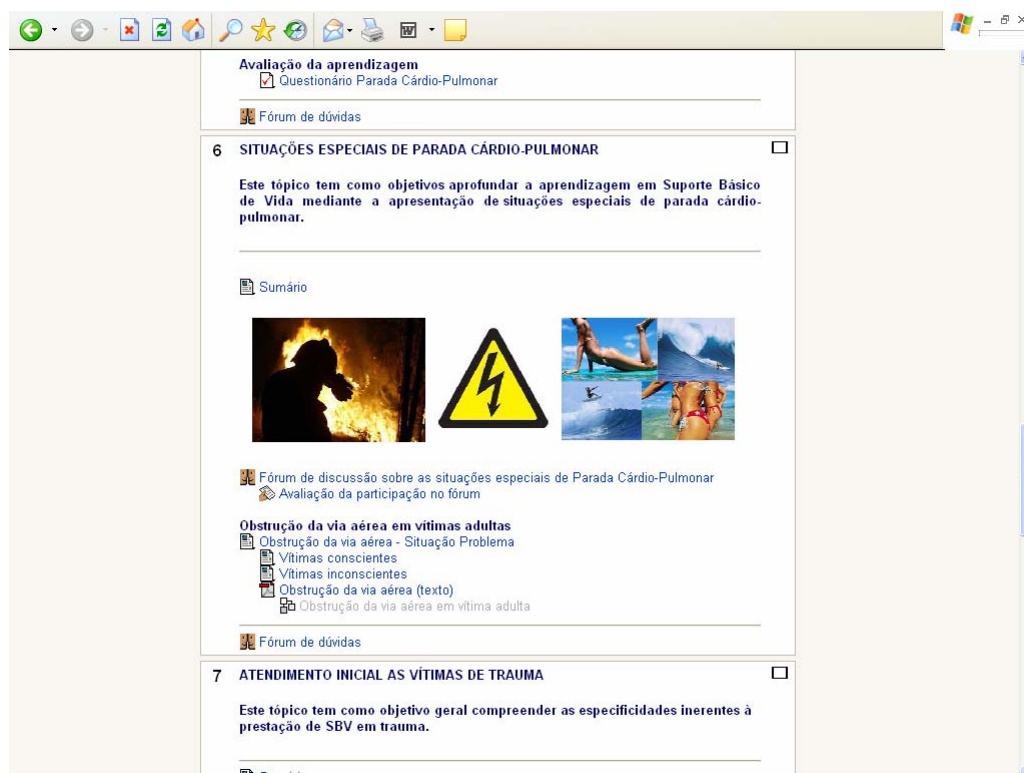 Avaliação da aprendizagem
Questionário Parada Cárdio-Pulmonar
Fórum de dúvidas
6 SITUAÇÕES ESPECIAIS DE PARADA CÁRDIO-PULMONAR
Este tópico tem como objetivos aprofundar a aprendizagem em Suporte Básico
de Vida mediante a apresentação de situações especiais de parada cárdio-
pulmonar.
Sumário
Fórum de discussão sobre as situações especiais de Parada Cárdio-Pulmonar
Avaliação da participação no fórum
Obstrução da via aérea em vítimas adultas
Obstrução da via aérea - Situação Problema
Vítimas conscientes
Vítimas inconscientes
Obstrução da via aérea (texto)
Obstrução da via aérea em vítima adulta
Fórum de dúvidas
7 ATENDIMENTO INICIAL AS VÍTIMAS DE TRAUMA
Este tópico tem como objetivo geral compreender as especificidades inerentes à
prestação de SBV em trauma.